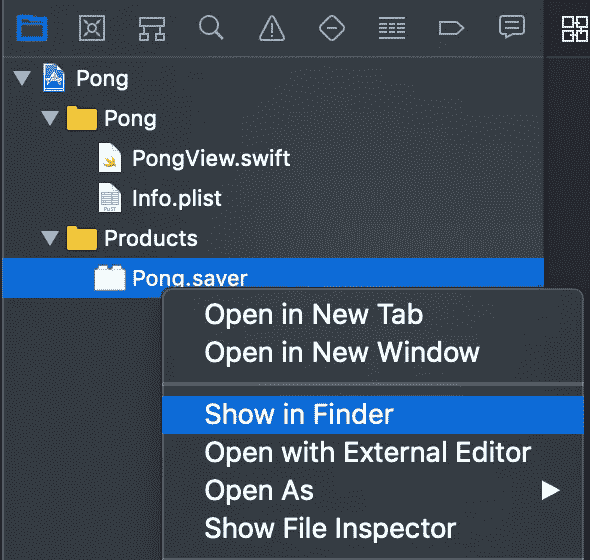 Pong
Pong
PongView.swift
Info.plist
Products
Pong.saver
Open in New Tab
Open in New Window
Show in Finder
Open with External Editor
Open As
Show File Inspector